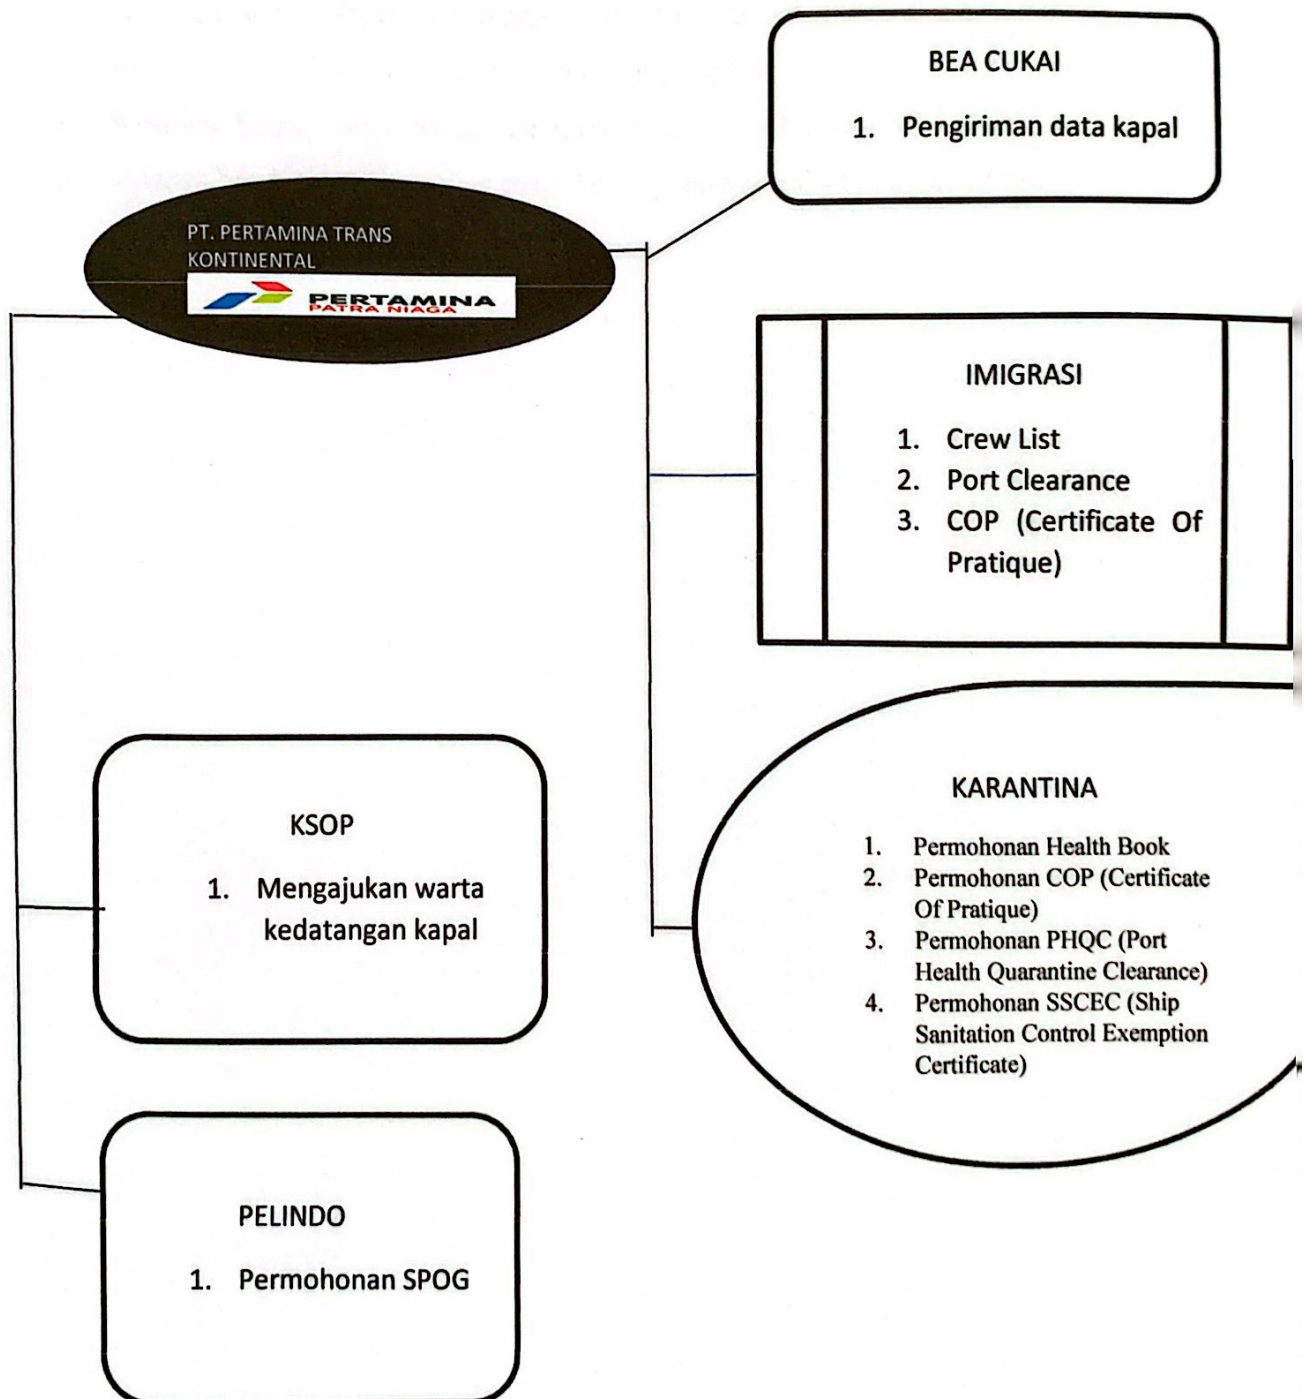 BEA CUKAI
1. Pengiriman data kapal
PT. PERTAMINA TRANS
KONTINENTAL
PERTAMINA
PATRA NIAGA
IMIGRASI
1. Crew List
2. Port Clearance
3. COP (Certificate Of
Pratique)
KARANTINA
1. Permohonan Health Book
2. Permohonan COP (Certificate
Of Pratique)
3. Permohonan PHQC (Port
Health Quarantine Clearance)
4. Permohonan SSCEC (Ship
Sanitation Control Exemption
Certificate)
KSOP
1. Mengajukan warta
kedatangan kapal
PELINDO
1. Permohonan SPOG